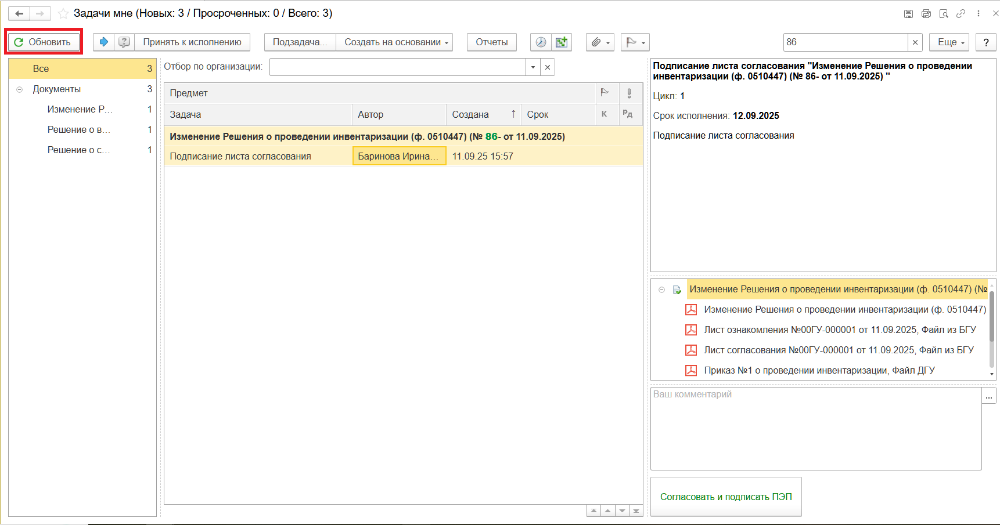 Задачи мне (Новых: 3 / Просроченных: 0 / Всего: 3)
Обновить
Принять к исполнению
Подзадача...
Создать на основании
Отчеты
86
Еще
?
Все 3
Документы 3
Изменение Р... 1
Решение о в... 1
Решение о с... 1
Отбор по организации:
Предмет
Задача Автор Создана ↑ Срок К Рд
Изменение Решения о проведении инвентаризации (ф. 0510447) (№ 86- от 11.09.2025)
Подписание листа согласования Баринова Ирина... 11.09.25 15:57
Подписание листа согласования "Изменение Решения о проведении
инвентаризации (ф. 0510447) (№ 86- от 11.09.2025) "
Цикл: 1
Срок исполнения: 12.09.2025
Подписание листа согласования
Изменение Решения о проведении инвентаризации (ф. 0510447) (№
Изменение Решения о проведении инвентаризации (ф. 0510447)
Лист ознакомления №00ГУ-000001 от 11.09.2025, Файл из БГУ
Лист согласования №00ГУ-000001 от 11.09.2025, Файл из БГУ
Приказ №1 о проведении инвентаризации, Файл ДГУ
Ваш комментарий
...
Согласовать и подписать ПЭП